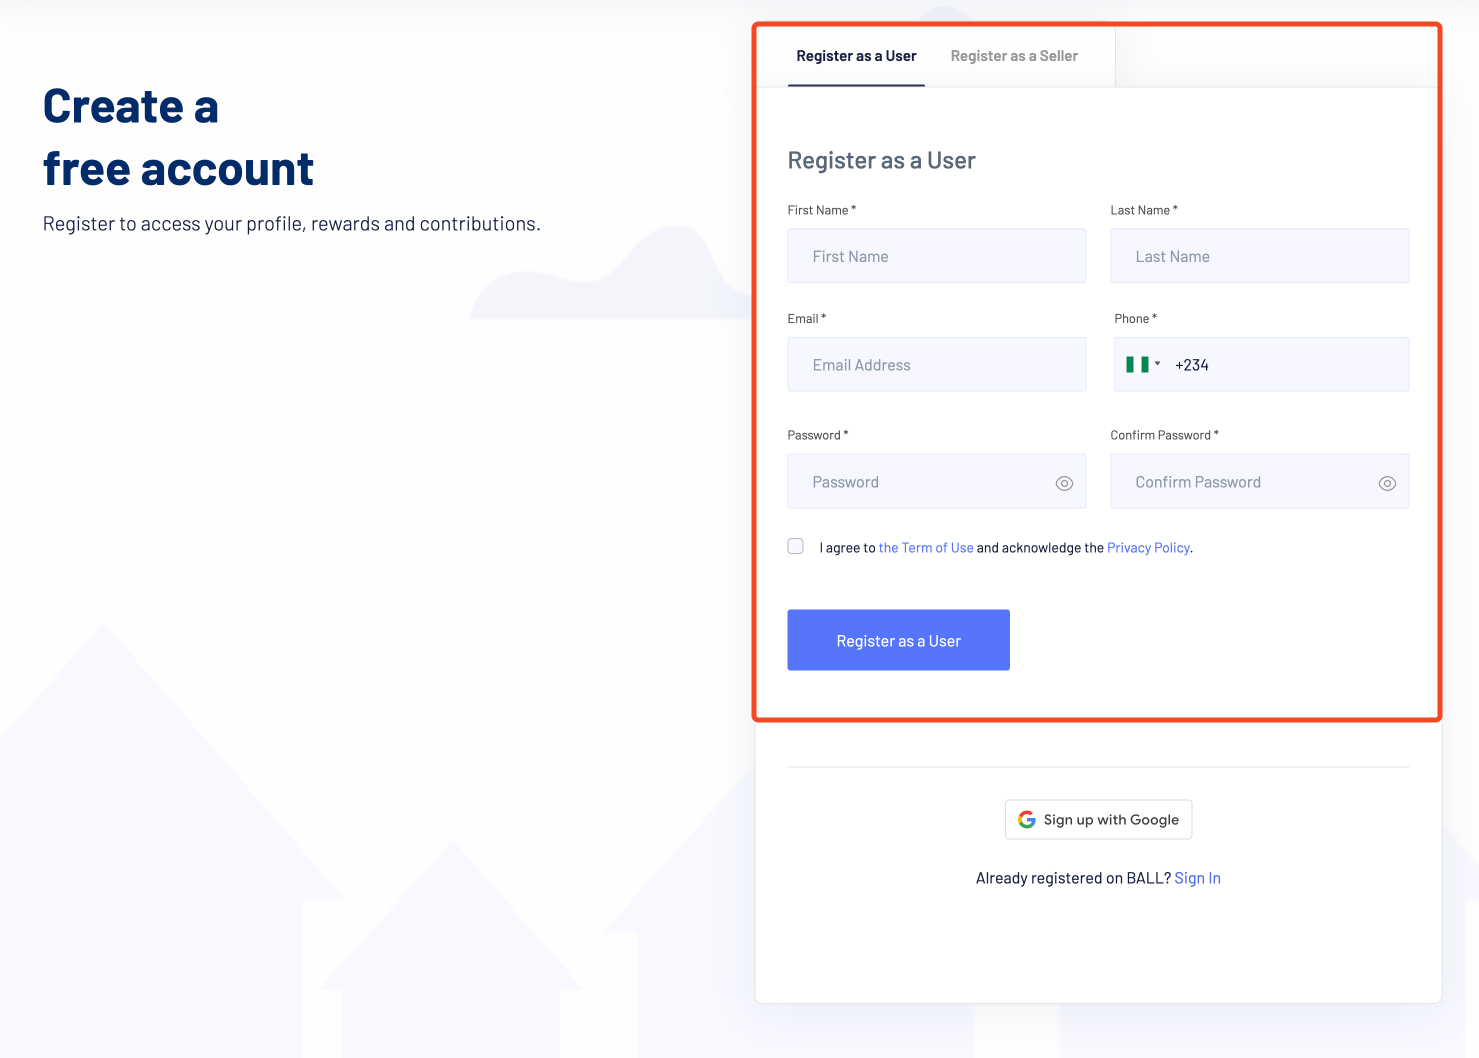 Create a
free account
Register to access your profile, rewards and contributions.
Register as a User
Register as a Seller
Register as a User
First Name *
Last Name *
First Name
Last Name
Email *
Phone *
Email Address
+234
Password *
Confirm Password *
Password
Confirm Password
I agree to the Term of Use and acknowledge the Privacy Policy.
Register as a User
Sign up with Google
Already registered on BALL? Sign In